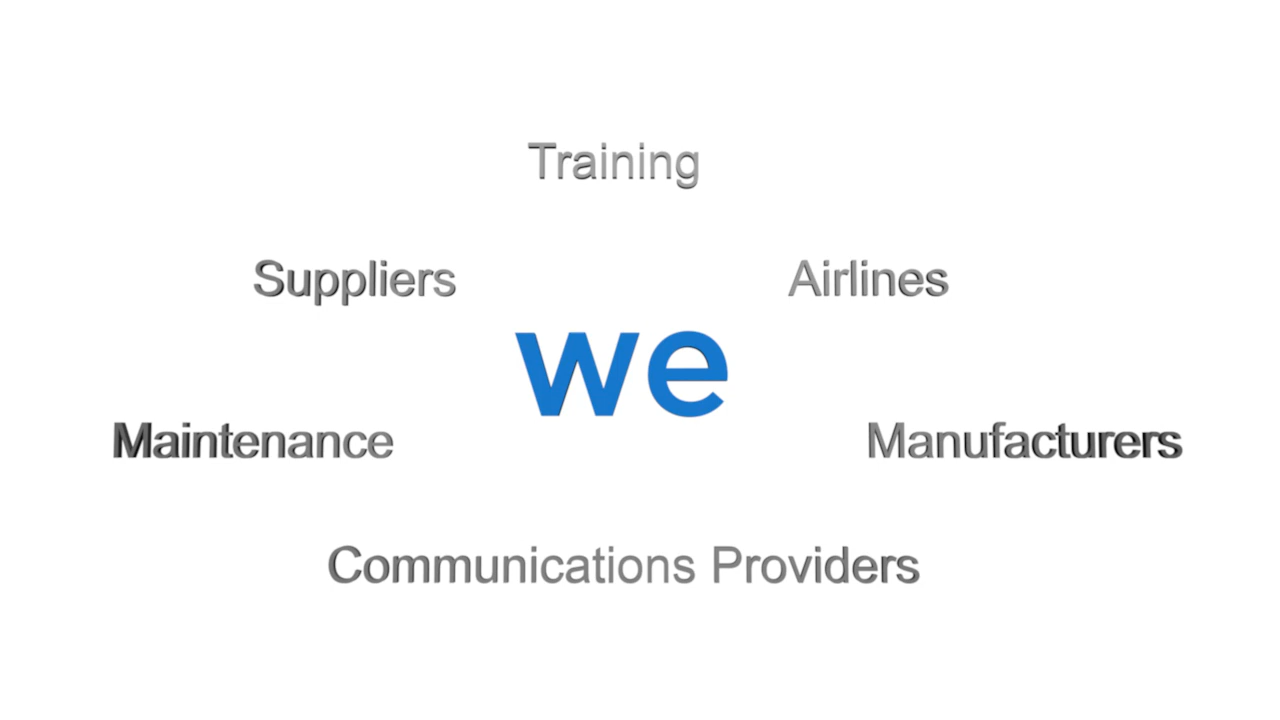 Training
Suppliers
Airlines
we
Maintenance
Manufacturers
Communications Providers